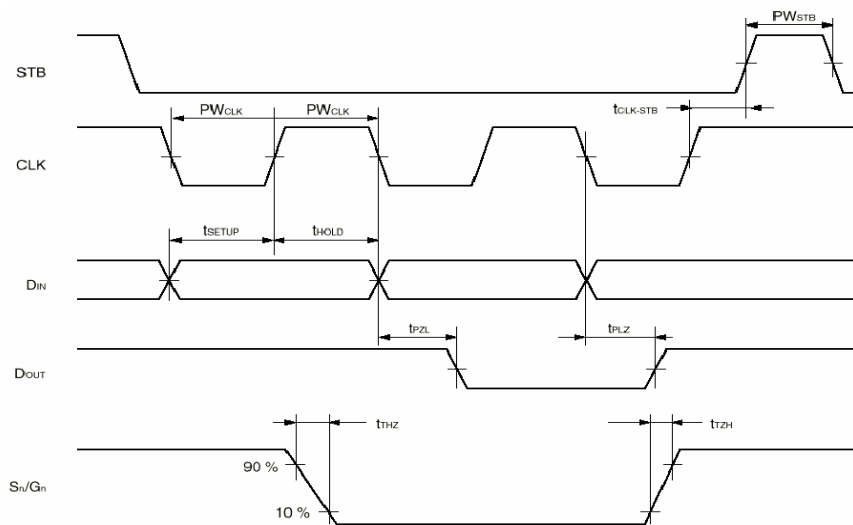 PWSTB
STB
tCLK-STB
PWCLK PWCLK
CLK
tSETUP tHOLD
DIN
tPZL tPLZ
DOUT
tTHZ tTZH
90 %
Sn/Gn
10 %